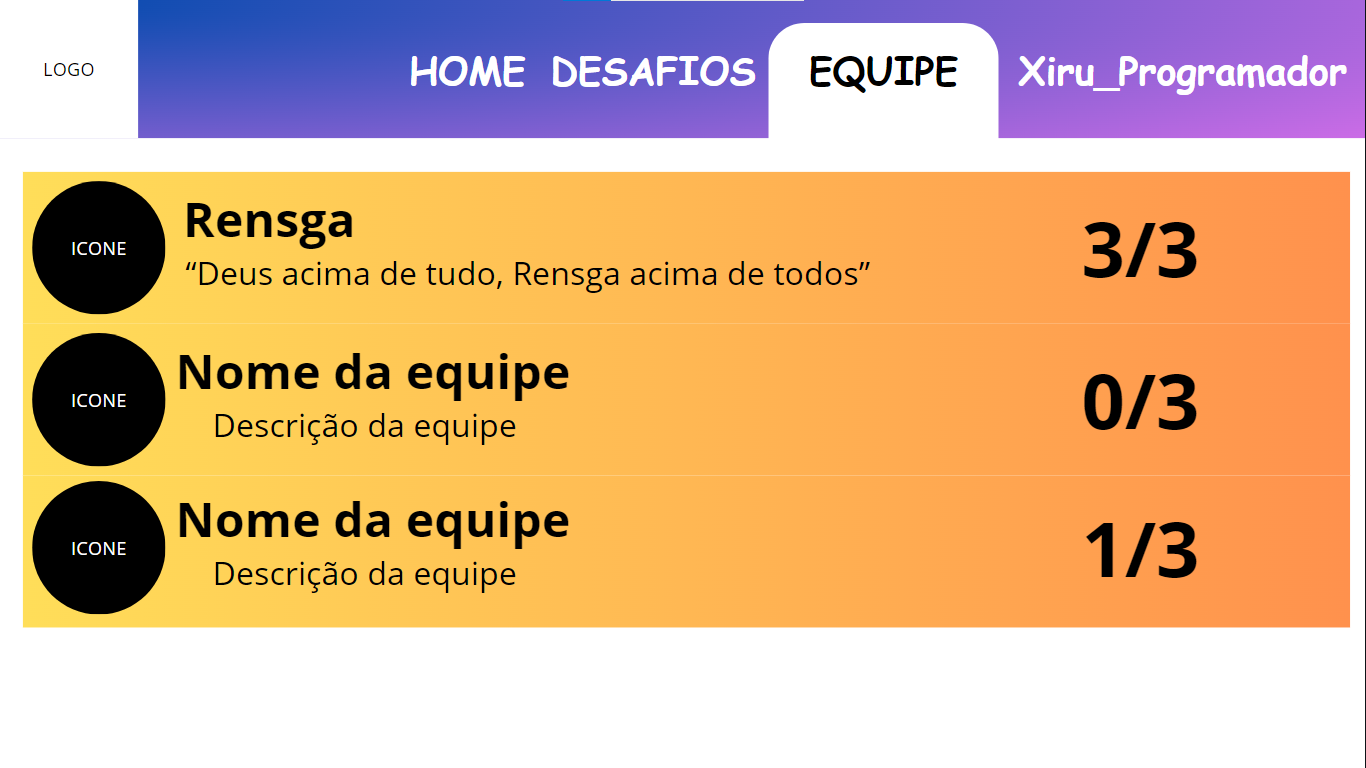 LOGO
HOME DESAFIOS EQUIPE Xiru_Programador
ICONE
Rensga
“Deus acima de tudo, Rensga acima de todos”
3/3
ICONE
Nome da equipe
Descrição da equipe
0/3
ICONE
Nome da equipe
Descrição da equipe
1/3